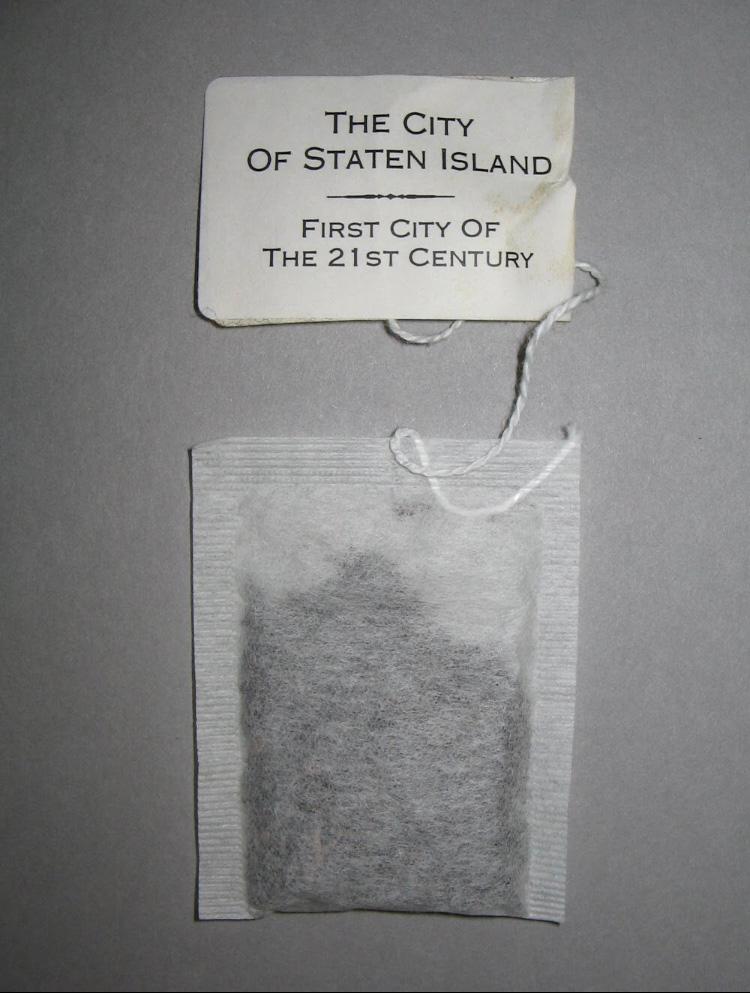 The City
Of Staten Island
First City Of
The 21st Century